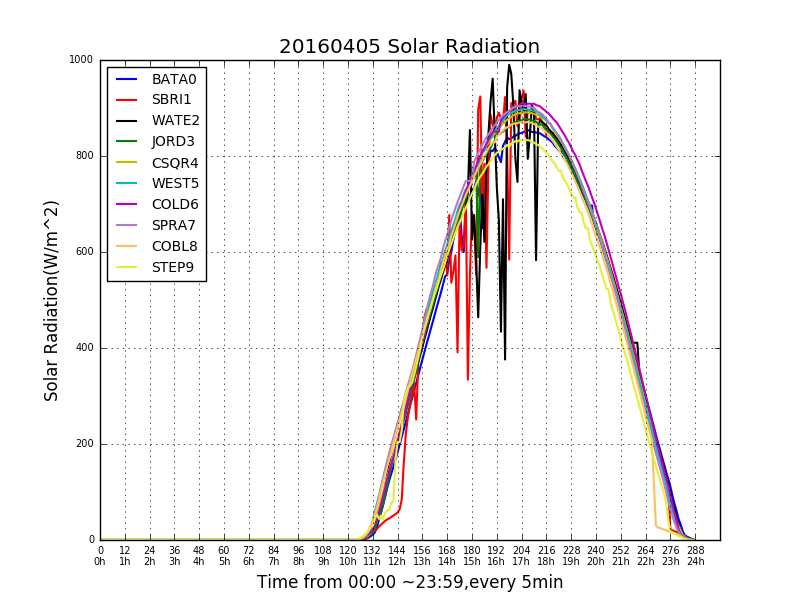 20160405 Solar Radiation
Solar Radiation(W/m^2)
1000
800
600
400
200
0
BATA0
SBRI1
WATE2
JORD3
CSQR4
WEST5
COLD6
SPRA7
COBL8
STEP9
0 12 24 36 48 60 72 84 96 108 120 132 144 156 168 180 192 204 216 228 240 252 264 276 288
0h 1h 2h 3h 4h 5h 6h 7h 8h 9h 10h 11h 12h 13h 14h 15h 16h 17h 18h 19h 20h 21h 22h 23h 24h
Time from 00:00 ~23:59,every 5min